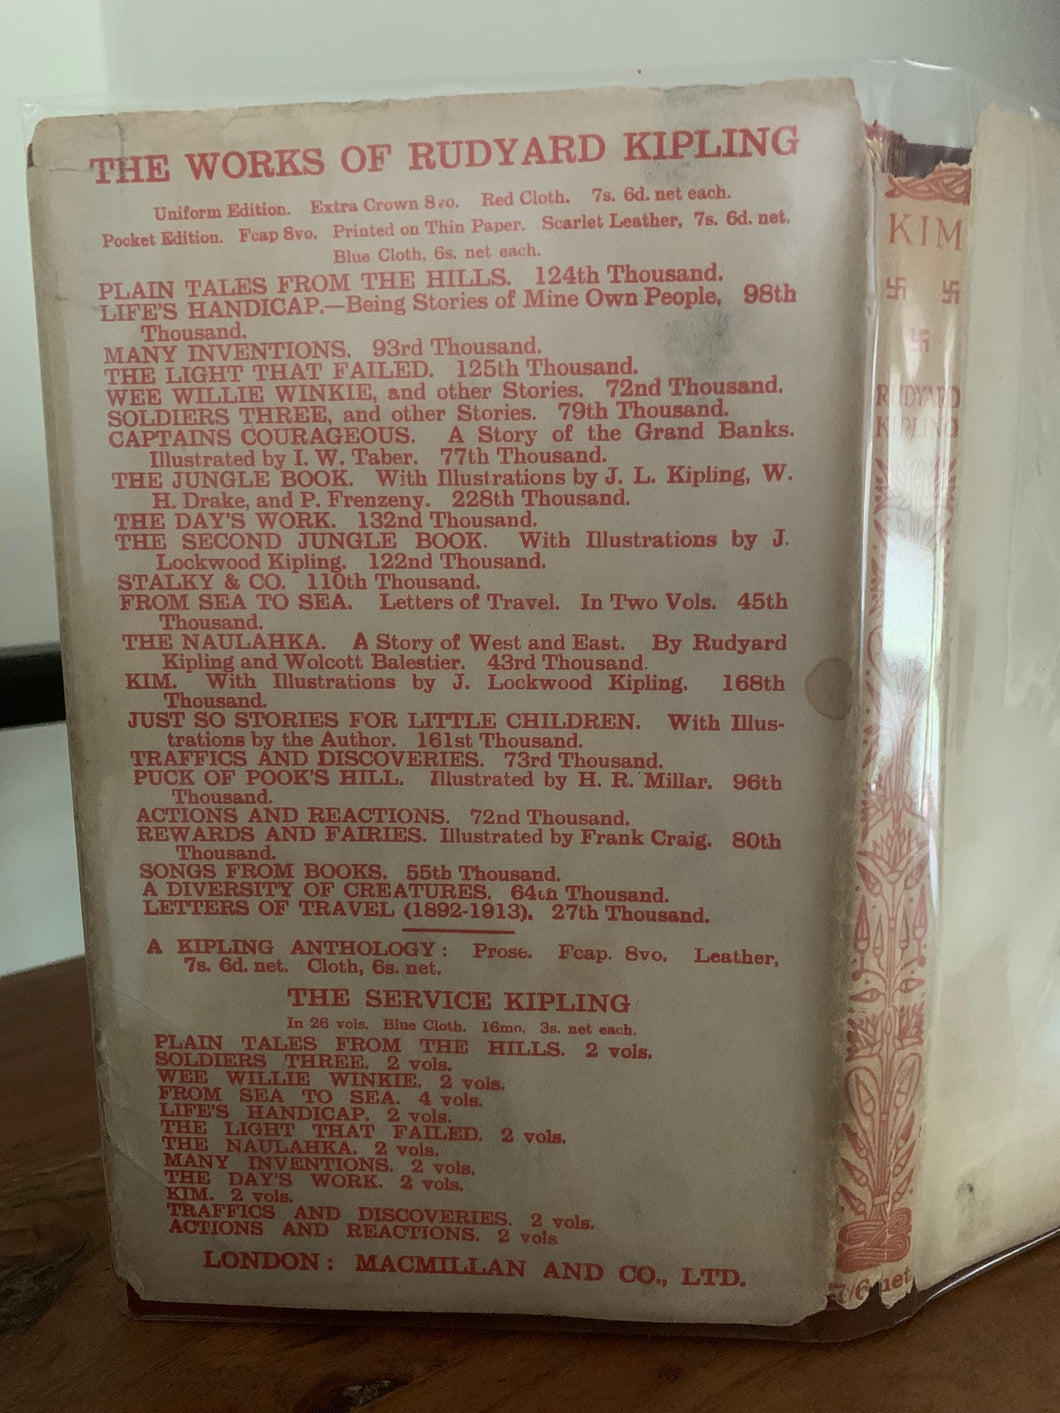 THE WORKS OF RUDYARD KIPLING
Uniform Edition. Extra Crown 8vo. Red Cloth. 7s. 6d. net each.
Pocket Edition. Fcap 8vo. Printed on Thin Paper. Scarlet Leather, 7s. 6d. net.
Blue Cloth, 6s. net each.
PLAIN TALES FROM THE HILLS. 124th Thousand.
LIFE'S HANDICAP.—Being Stories of Mine Own People, 98th
Thousand.
MANY INVENTIONS. 93rd Thousand.
THE LIGHT THAT FAILED. 125th Thousand.
WEE WILLIE WINKIE, and other Stories. 72nd Thousand.
SOLDIERS THREE, and other Stories. 79th Thousand.
CAPTAINS COURAGEOUS. A Story of the Grand Banks.
Illustrated by I. W. Taber. 77th Thousand.
THE JUNGLE BOOK. With Illustrations by J. L. Kipling, W.
H. Drake, and P. Frenzeny. 228th Thousand.
THE DAY'S WORK. 132nd Thousand.
THE SECOND JUNGLE BOOK. With Illustrations by J.
Lockwood Kipling. 122nd Thousand.
STALKY & CO. 110th Thousand.
FROM SEA TO SEA. Letters of Travel. In Two Vols. 45th
Thousand.
THE NAULAHKA. A Story of West and East. By Rudyard
Kipling and Wolcott Balestier. 43rd Thousand.
KIM. With Illustrations by J. Lockwood Kipling. 168th
Thousand.
JUST SO STORIES FOR LITTLE CHILDREN. With Illus-
trations by the Author. 161st Thousand.
TRAFFICS AND DISCOVERIES. 73rd Thousand.
PUCK OF POOK'S HILL. Illustrated by H. R. Millar. 96th
Thousand.
ACTIONS AND REACTIONS. 72nd Thousand.
REWARDS AND FAIRIES. Illustrated by Frank Craig. 80th
Thousand.
SONGS FROM BOOKS. 55th Thousand.
A DIVERSITY OF CREATURES. 64th Thousand.
LETTERS OF TRAVEL (1892-1913). 27th Thousand.
A KIPLING ANTHOLOGY: Prose. Fcap. 8vo. Leather,
7s. 6d. net. Cloth, 6s. net.
THE SERVICE KIPLING
In 26 vols. Blue Cloth. 16mo. 3s. net each.
PLAIN TALES FROM THE HILLS. 2 vols.
SOLDIERS THREE. 2 vols.
WEE WILLIE WINKIE. 2 vols.
FROM SEA TO SEA. 4 vols.
LIFE'S HANDICAP. 2 vols.
THE LIGHT THAT FAILED. 2 vols.
THE NAULAHKA. 2 vols.
MANY INVENTIONS. 2 vols.
THE DAY'S WORK. 2 vols.
KIM. 2 vols.
TRAFFICS AND DISCOVERIES. 2 vols.
ACTIONS AND REACTIONS. 2 vols
LONDON: MACMILLAN AND CO., LTD.
KIM
RUDYARD
KIPLING
7/6 net